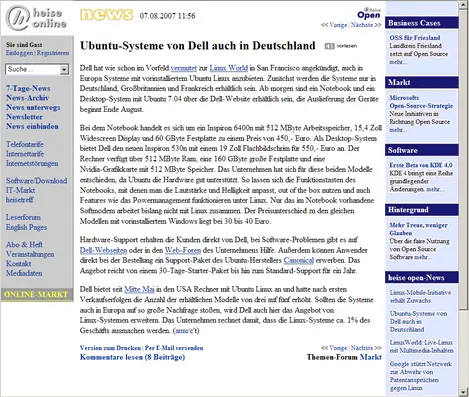 heise online
news
07.08.2007 11:56
heise Open
<< Vorige | Nächste >>
Sie sind Gast
Einloggen | Registrieren
Suche ...
7-Tage-News
News-Archiv
News unterwegs
Newsletter
News einbinden
Telefontarife
Internettarife
Internetstörungen
Software/Download
IT-Markt
heisetreff
Leserforum
English Pages
Abo & Heft
Veranstaltungen
Kontakt
Mediadaten
ONLINE-MARKT
Ubuntu-Systeme von Dell auch in Deutschland
vorlesen
Dell hat wie schon im Vorfeld vermutet zur Linux World in San Francisco angekündigt, auch in
Europa Systeme mit vorinstalliertem Ubuntu Linux anzubieten. Zunächst werden die Systeme nur in
Deutschland, Großbritannien und Frankreich erhältlich sein. Ab morgen sind ein Notebook und ein
Desktop-System mit Ubuntu 7.04 über die Dell-Website erhältlich sein, die Auslieferung der Geräte
beginnt Ende August.
Bei dem Notebook handelt es sich um ein Inspiron 6400n mit 512 MByte Arbeitsspeicher, 15,4 Zoll
Widescreen Display und 60 GByte Festplatte zu einem Preis von 450,- Euro. Als Desktop-System
bietet Dell den neuen Inspiron 530n mit einem 19 Zoll Flachbildschirm für 550,- Euro an. Der
Rechner verfügt über 512 MByte Ram, eine 160 GByte große Festplatte und eine
Nvidia-Grafikkarte mit 512 MByte Speicher. Das Unternehmen hat sich für diese beiden Modelle
entschieden, da Ubuntu die Hardware gut unterstützt. So lassen sich die Funktionstasten des
Notebooks, mit denen man die Lautstärke und Helligkeit anpasst, out of the box nutzen und auch
Features wie das Powermanagement funktionieren unter Linux. Nur das im Notebook vorhandene
Softmodem arbeitet bislang nicht mit Linux zusammen. Der Preisunterschied zu den gleichen
Modellen mit vorinstalliertem Windows liegt bei 30 bis 40 Euro.
Hardware-Support erhalten die Kunden direkt von Dell, bei Software-Problemen gibt es auf
Dell-Webseiten oder in den Web-Foren des Unternehmens Hilfe. Außerdem können Anwender
direkt bei der Bestellung ein Support-Paket des Ubuntu-Herstellers Canonical erwerben. Das
Angebot reicht von einem 30-Tage-Starter-Paket bis hin zum Standard-Support für ein Jahr.
Dell bietet seit Mitte Mai in den USA Rechner mit Ubuntu Linux an und hatte nach ersten
Verkaufserfolgen die Anzahl der erhältlichen Modelle von drei auf fünf erhöht. Sollten die Systeme
auch in Europa auf so große Nachfrage stoßen, wird Dell auch hier das Angebot von
Linux-Systemen erweitern. Das Unternehmen rechnet damit, dass die Linux-Systeme ca. 1% des
Geschäfts ausmachen werden. (amu/c't)
Version zum Drucken | Per E-Mail versenden
<< Vorige | Nächste >>
Kommentare lesen (8 Beiträge)
Themen-Forum Markt
Business Cases
OSS für Friesland
Landkreis Friesland
setzt auf Open Source
mehr...
Markt
Microsofts
Open-Source-Strategie
Neue Initiativen in
Richtung Open Source
mehr...
Software
Erste Beta von KDE 4.0
KDE 4 bringt eine Reihe
grundlegender
Änderungen. mehr...
Hintergrund
Mehr Treue, weniger
Glauben
Über die faire Nutzung
von Open Source
Software mehr...
heise open-News
Linux-Mobile-Initiative
erhält Zuwachs
Ubuntu-Systeme von
Dell auch in
Deutschland
LinuxWorld: Live-Linux
mit Multimedia-Inhalten
Google stützt Netzwerk
zur Abwehr von
Patentansprüchen
gegen Linux